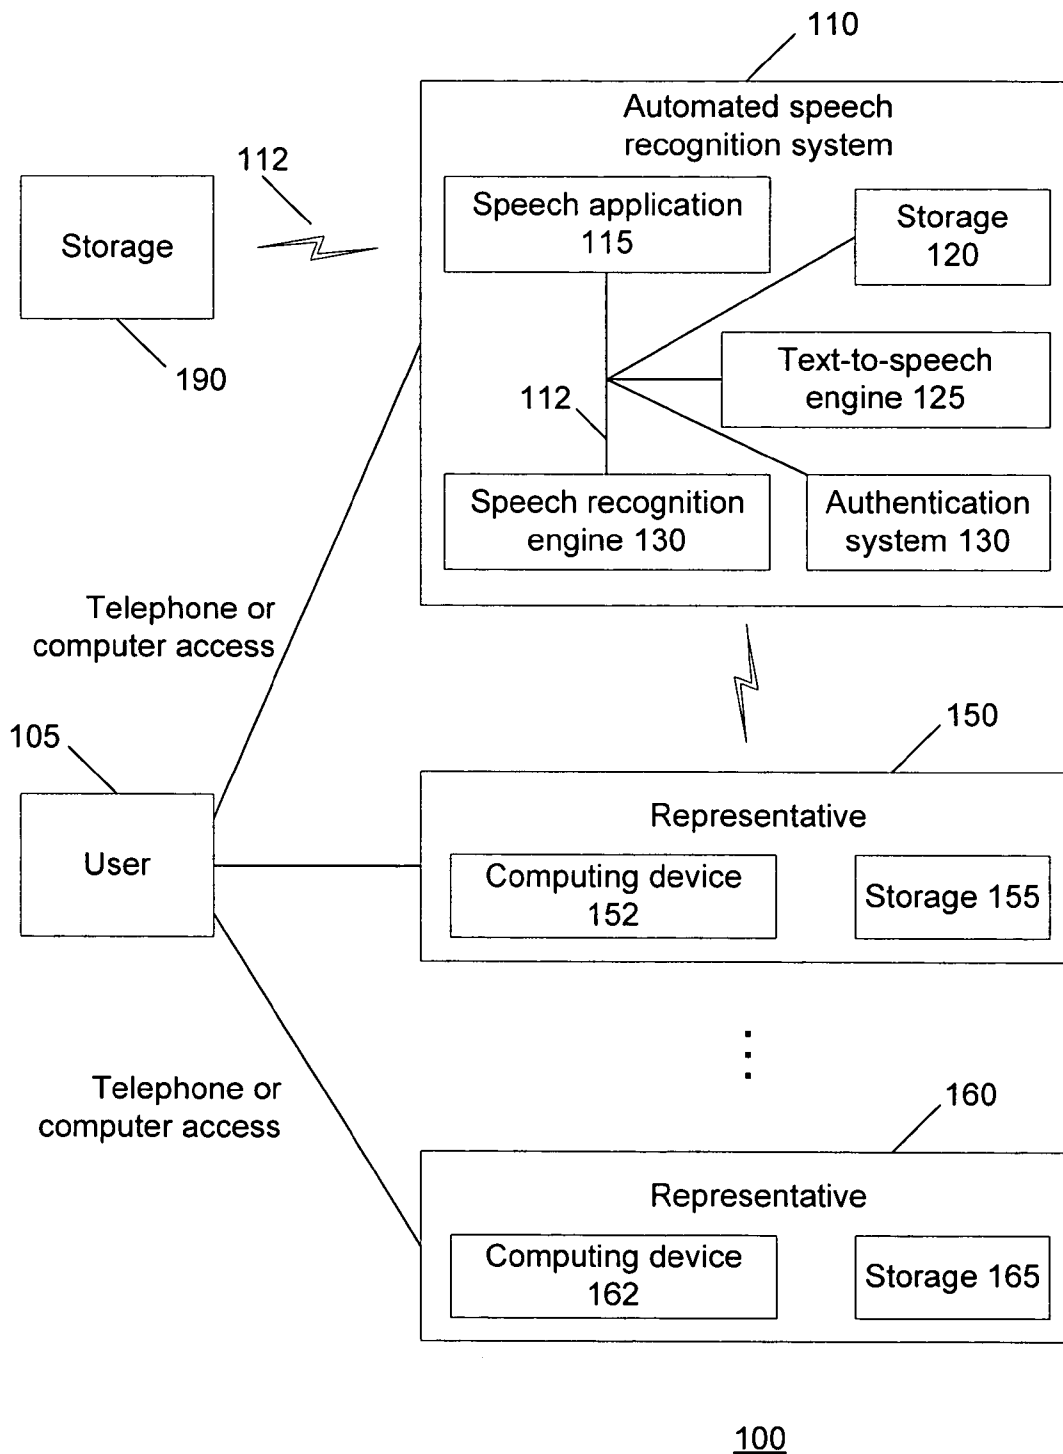 110
Automated speech
recognition system
112
Speech application
115
Storage
120
Storage
190
Text-to-speech
engine 125
112
Speech recognition
engine 130
Authentication
system 130
Telephone or
computer access
105
150
User
Representative
Computing device
152
Storage 155
Telephone or
computer access
160
Representative
Computing device
162
Storage 165
100